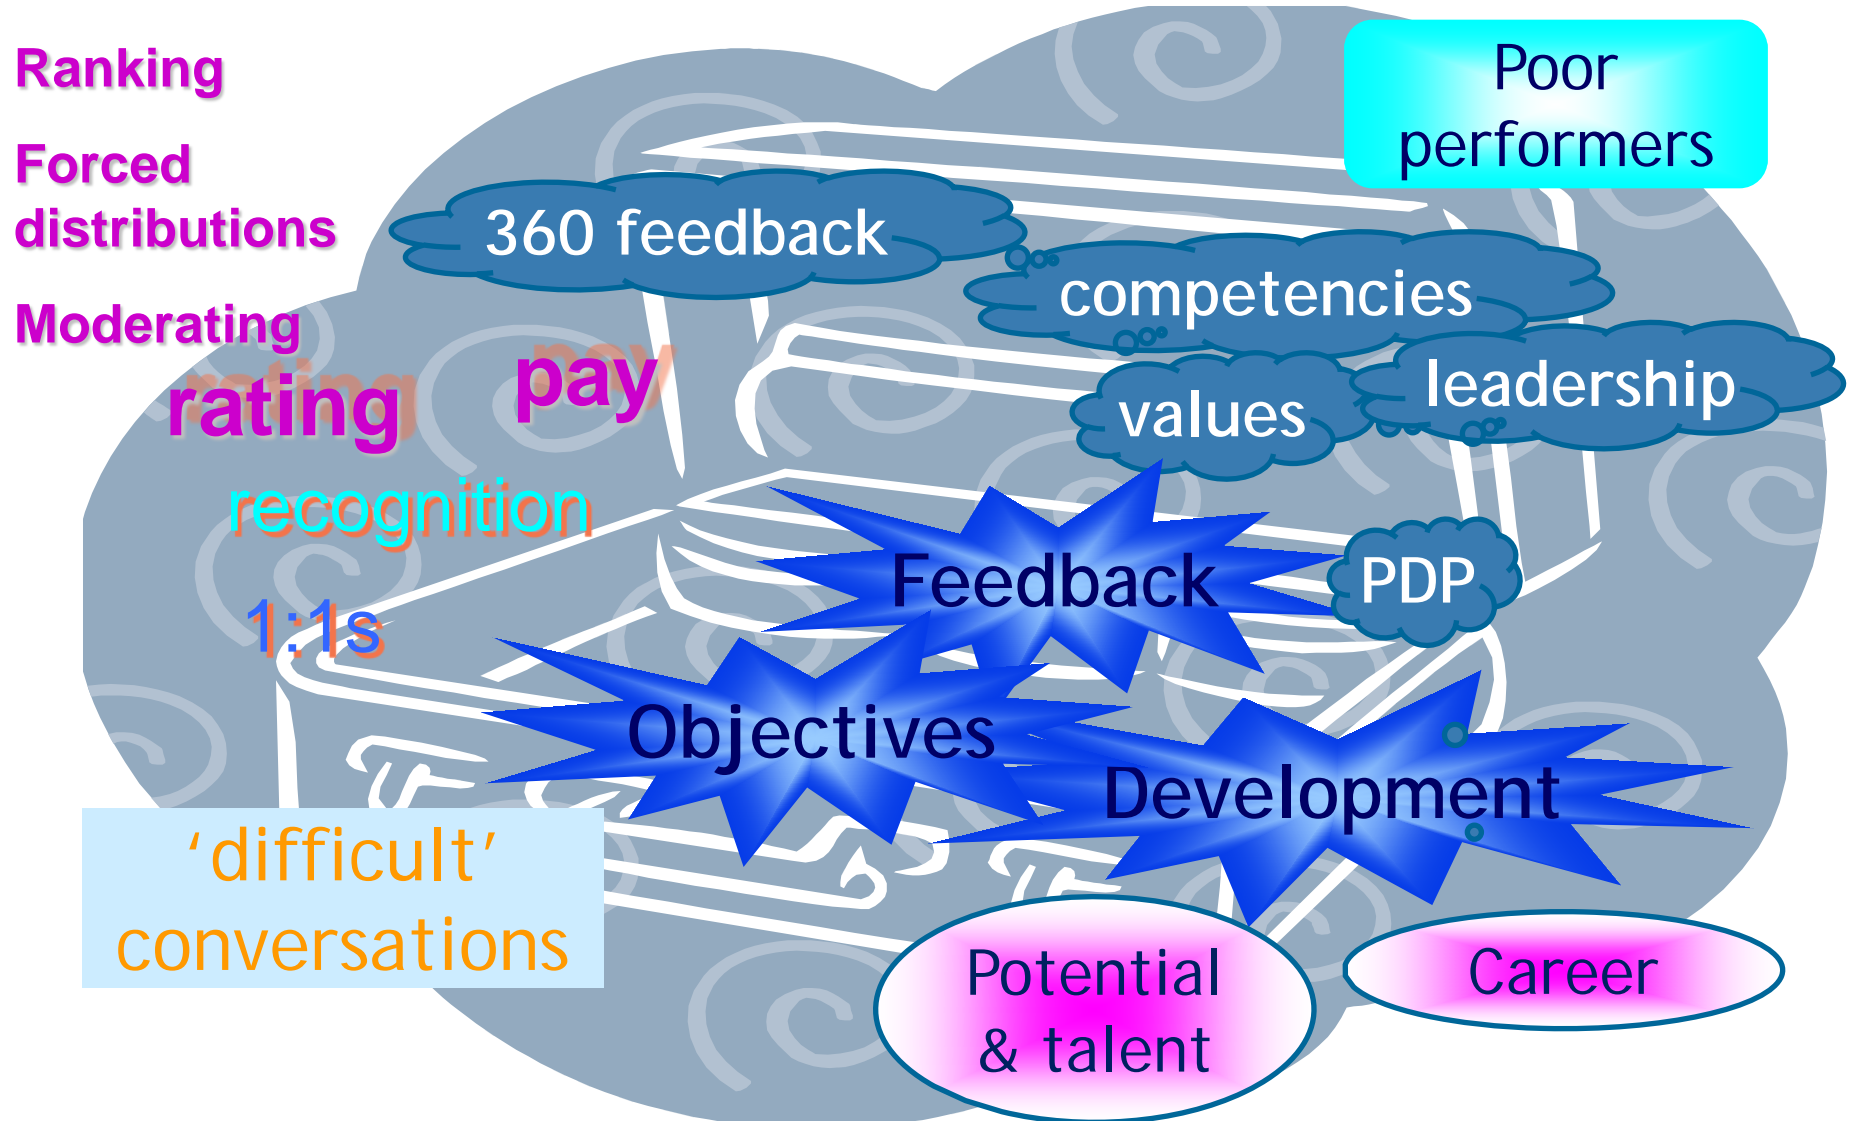 Ranking
Forced
distributions
Moderating
rating
pay
recognition
1:1s
'difficult'
conversations
360 feedback
Poor
performers
competencies
values
leadership
Feedback
PDP
Objectives
Development
Potential
& talent
Career